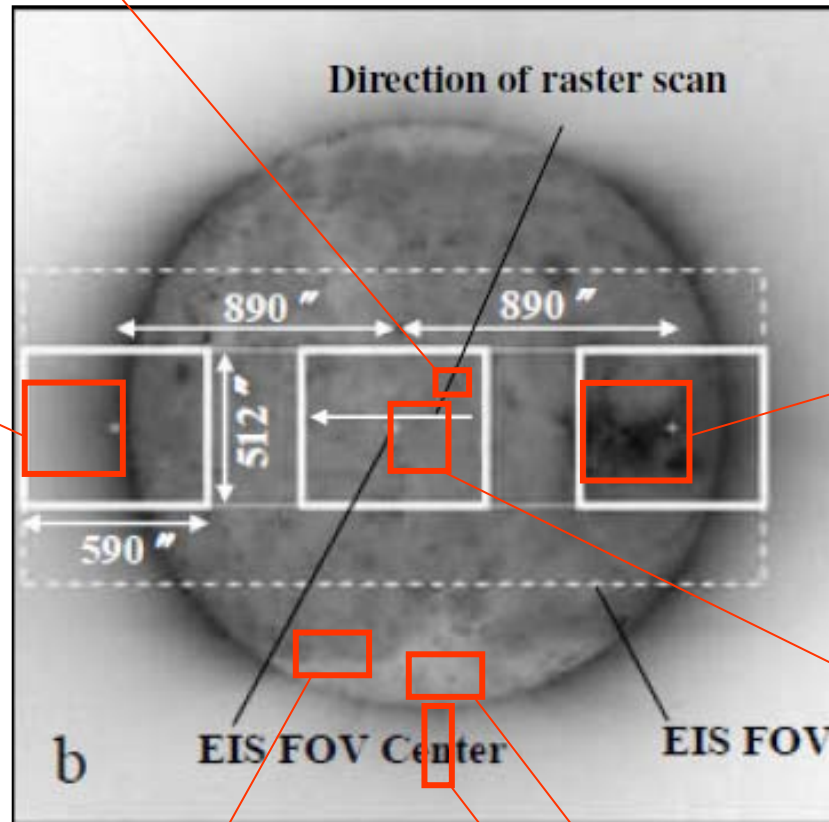 Direction of raster scan
890 ″ 890 ″
512 ″
590 ″
EIS FOV Center EIS FOV
b